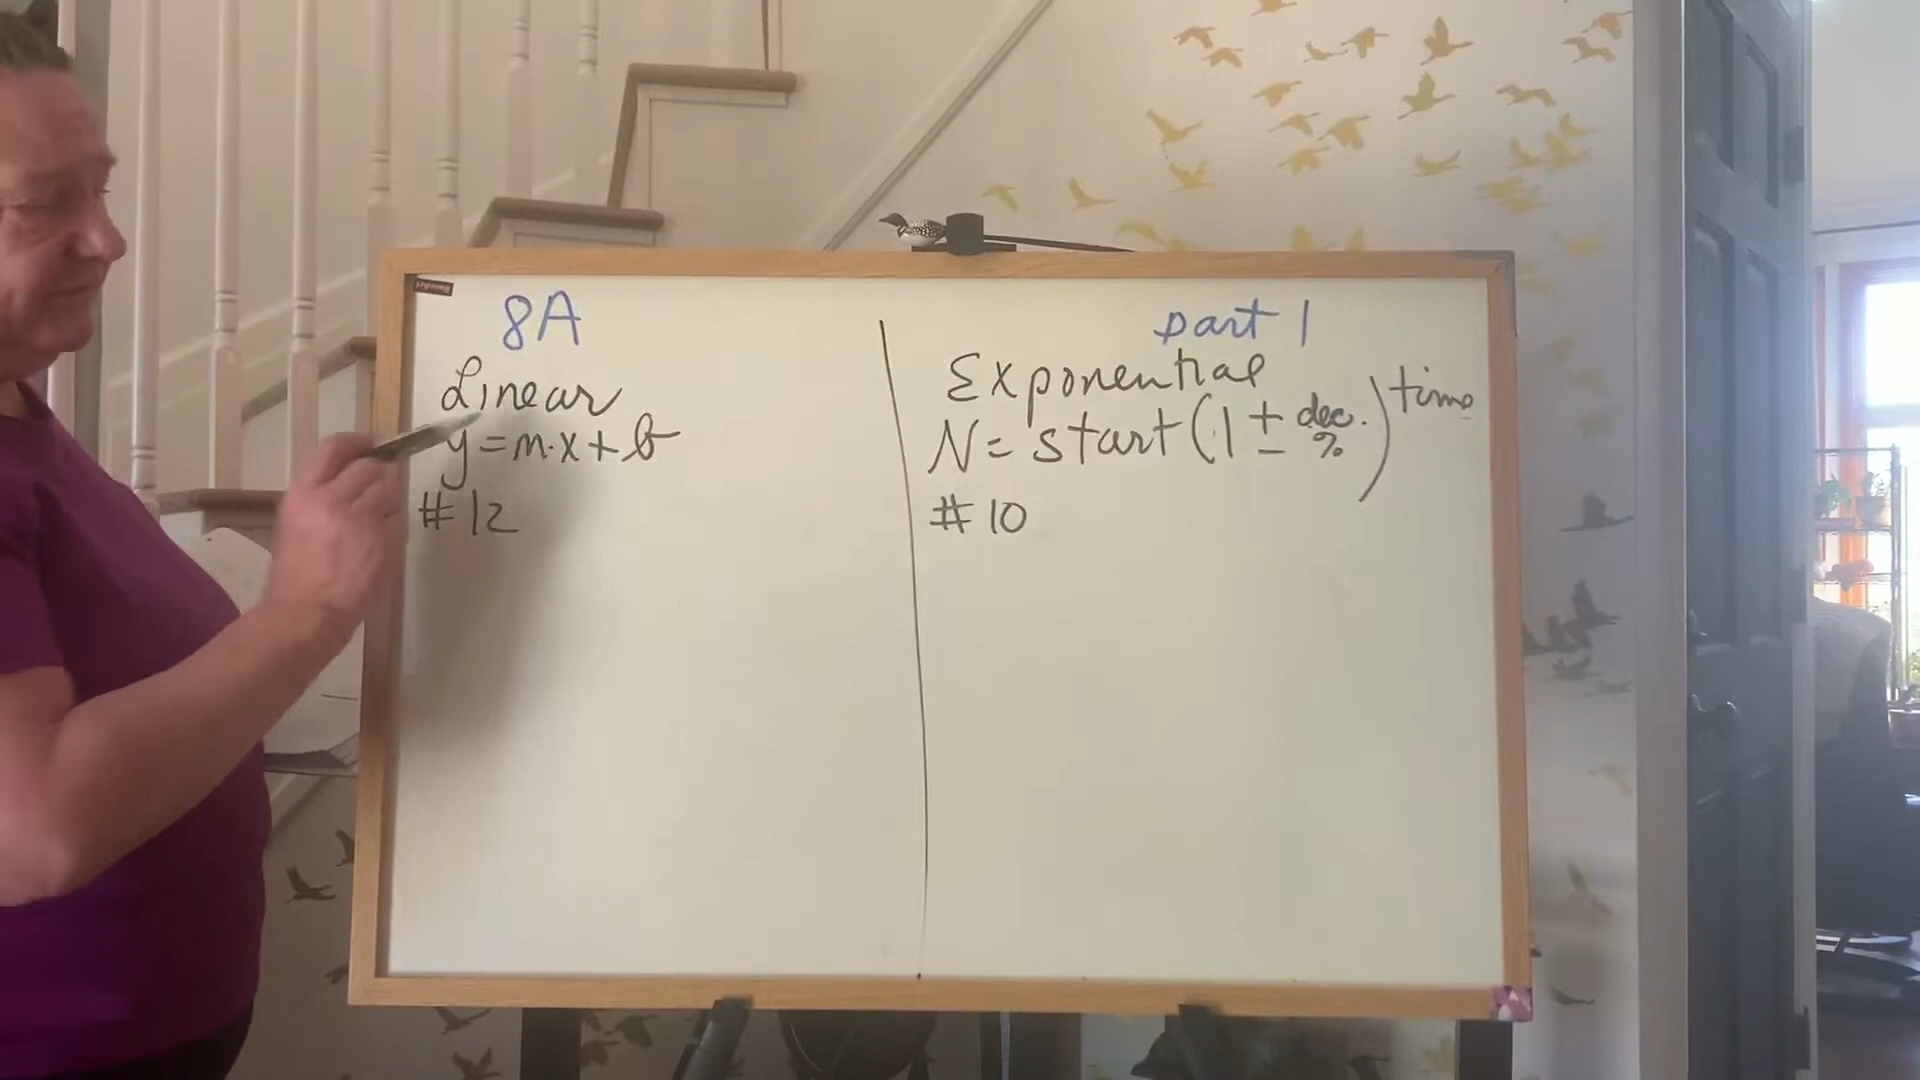 8A
Linear
y = m·x + b
#12
part 1
Exponential
N = start (1 ± dec. %)^time
#10